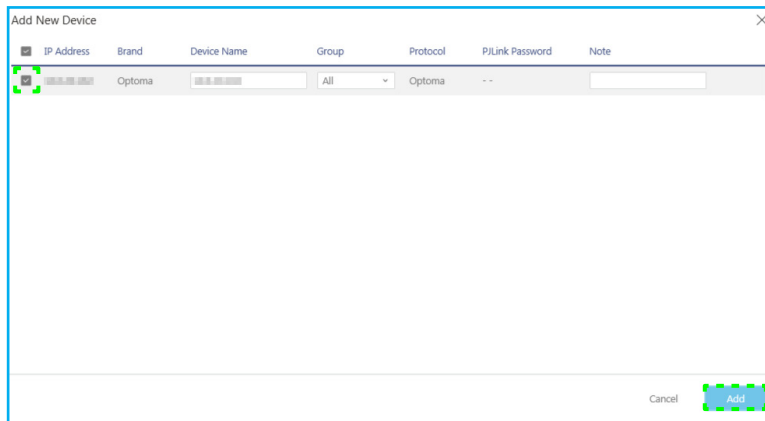 Add New Device
IP Address Brand Device Name Group Protocol PJLink Password Note
Optoma All Optoma - -
Cancel Add